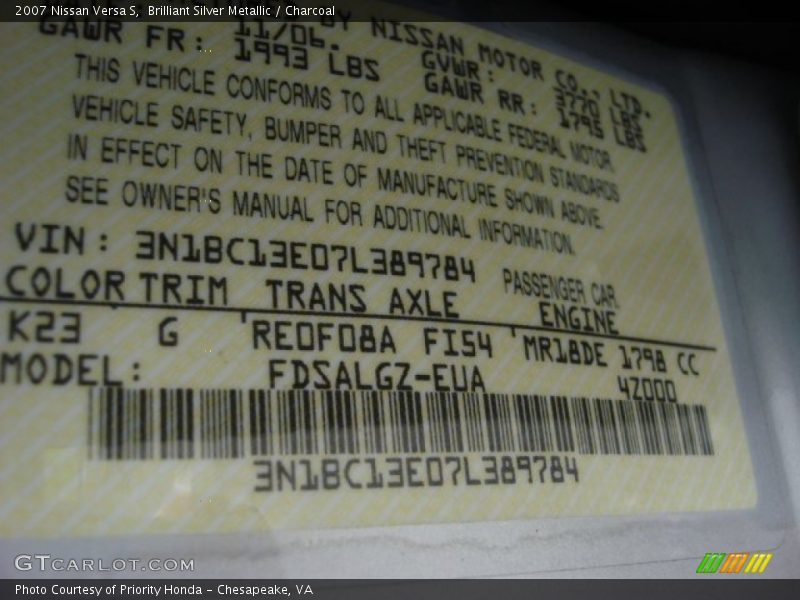 2007 Nissan Versa S, Brilliant Silver Metallic / Charcoal
BY NISSAN MOTOR CO., LTD.
11/06. GVWR: 3770 LBS
GAWR FR: 1993 LBS GAWR RR: 1795 LBS
THIS VEHICLE CONFORMS TO ALL APPLICABLE FEDERAL MOTOR
VEHICLE SAFETY, BUMPER AND THEFT PREVENTION STANDARDS
IN EFFECT ON THE DATE OF MANUFACTURE SHOWN ABOVE.
SEE OWNER'S MANUAL FOR ADDITIONAL INFORMATION.
VIN: 3N1BC13E07L389784 PASSENGER CAR.
COLOR TRIM TRANS AXLE ENGINE
K23 G RE0F08A FI54 MR18DE 1798 CC
MODEL: FDSALGZ-EUA 4Z000
3N1BC13E07L389784
GTCARLOT.COM
Photo Courtesy of Priority Honda - Chesapeake, VA